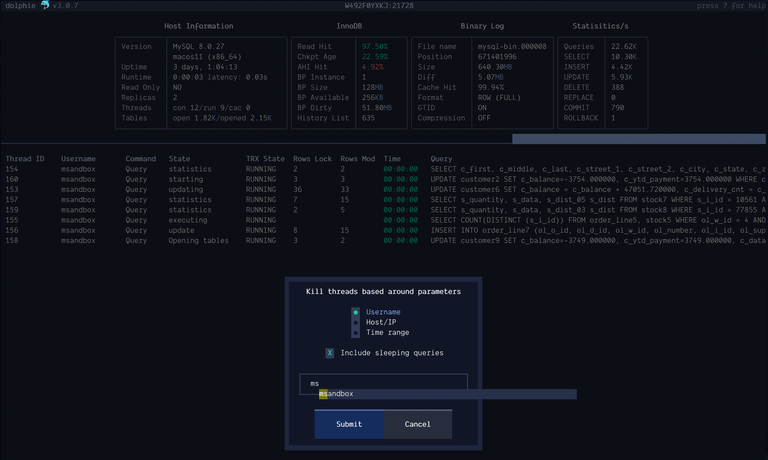 dolphie 🐬 v3.0.7 W492F0YXKJ:21728 press ? for help
Host Information InnoDB Binary Log Statisitics/s
Version MySQL 8.0.27 Read Hit 97.50% File name mysql-bin.000008 Queries 22.62K
macos11 (x86_64) Chkpt Age 22.59% Position 671401996 SELECT 10.30K
Uptime 3 days, 1:04:13 AHI Hit 4.92% Size 640.30MB INSERT 4.42K
Runtime 0:00:03 latency: 0.03s BP Instance 1 Diff 5.07MB UPDATE 5.93K
Read Only NO BP Size 128MB Cache Hit 99.94% DELETE 388
Replicas 2 BP Available 256KB Format ROW (FULL) REPLACE 0
Threads con 12/run 9/cac 0 BP Dirty 51.80MB GTID ON COMMIT 790
Tables open 1.82K/opened 2.15K History List 635 Compression OFF ROLLBACK 1
Thread ID Username Command State TRX State Rows Lock Rows Mod Time Query
154 msandbox Query statistics RUNNING 2 2 00:00:00 SELECT c_first, c_middle, c_last, c_street_1, c_street_2, c_city, c_state, c_z
160 msandbox Query starting RUNNING 3 3 00:00:00 UPDATE customer2 SET c_balance=-3754.000000, c_ytd_payment=3754.000000 WHERE c
153 msandbox Query updating RUNNING 36 33 00:00:00 UPDATE customer6 SET c_balance = c_balance + 47051.720000, c_delivery_cnt = c_
157 msandbox Query statistics RUNNING 7 15 00:00:00 SELECT s_quantity, s_data, s_dist_05 s_dist FROM stock7 WHERE s_i_id = 10561 A
159 msandbox Query statistics RUNNING 2 5 00:00:00 SELECT s_quantity, s_data, s_dist_03 s_dist FROM stock8 WHERE s_i_id = 77855 A
155 msandbox Query executing RUNNING 00:00:00 SELECT COUNT(DISTINCT (s_i_id)) FROM order_line5, stock5 WHERE ol_w_id = 4 AND
156 msandbox Query update RUNNING 8 15 00:00:00 INSERT INTO order_line7 (ol_o_id, ol_d_id, ol_w_id, ol_number, ol_i_id, ol_sup
158 msandbox Query Opening tables RUNNING 3 2 00:00:00 UPDATE customer9 SET c_balance=-3749.000000, c_ytd_payment=3749.000000, c_data
Kill threads based around parameters
Username
Host/IP
Time range
X Include sleeping queries
ms
msandbox
Submit Cancel